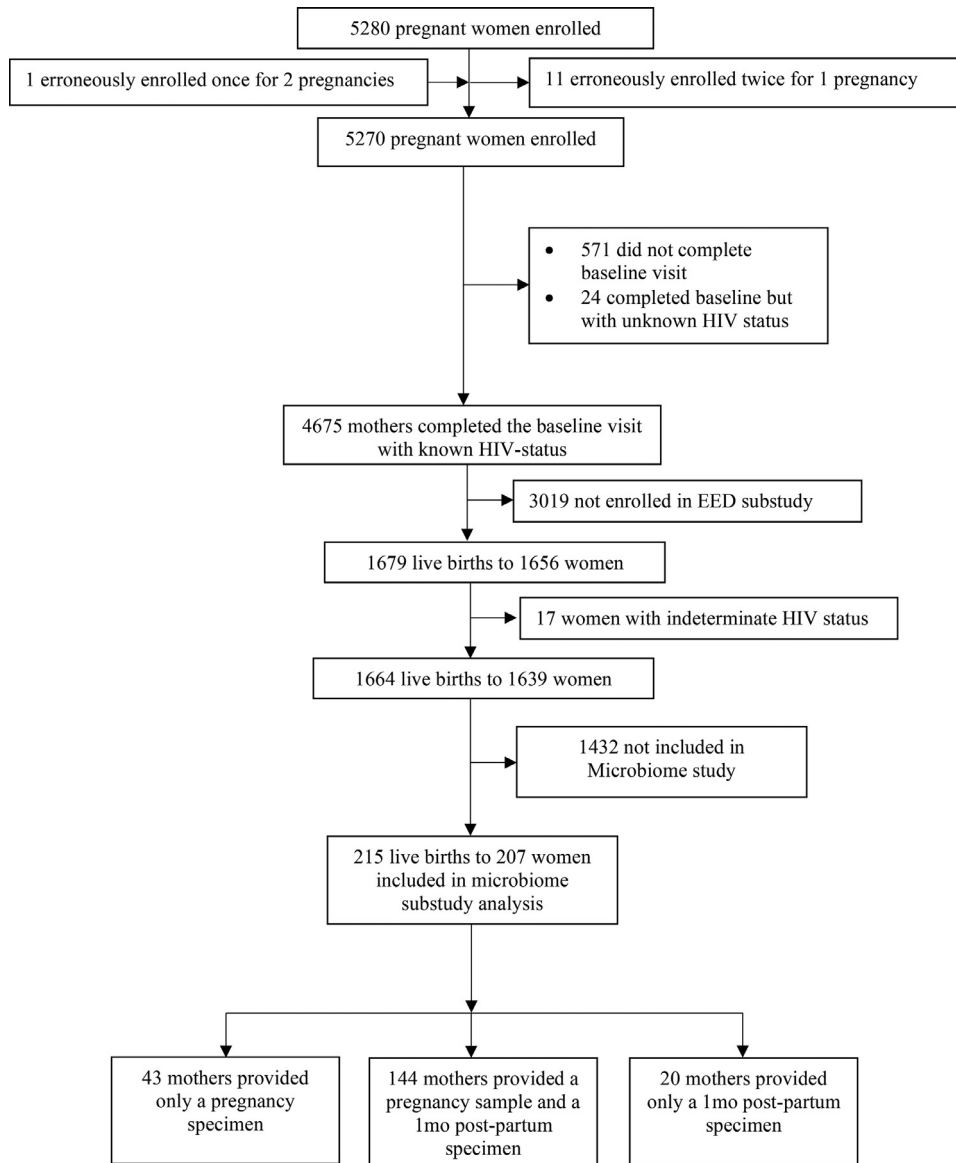 5280 pregnant women enrolled
1 erroneously enrolled once for 2 pregnancies
11 erroneously enrolled twice for 1 pregnancy
5270 pregnant women enrolled
• 571 did not complete
baseline visit
• 24 completed baseline but
with unknown HIV status
4675 mothers completed the baseline visit
with known HIV-status
3019 not enrolled in EED substudy
1679 live births to 1656 women
17 women with indeterminate HIV status
1664 live births to 1639 women
1432 not included in
Microbiome study
215 live births to 207 women
included in microbiome
substudy analysis
43 mothers provided
only a pregnancy
specimen
144 mothers provided a
pregnancy sample and a
1mo post-partum
specimen
20 mothers provided
only a 1mo post-partum
specimen